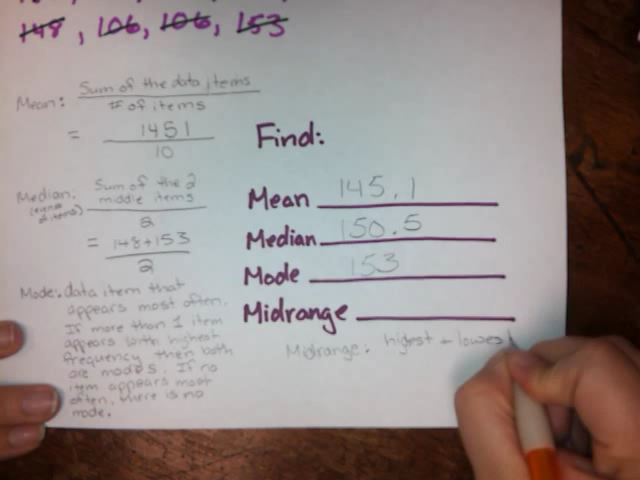 148, 106, 106, 153
Mean: Sum of the data items
# of items
= 1451
10
Find:
Median: Sum of the 2
middle items
2
= 148+153
2
Mean 145.1
Median 150.5
Mode 153
Midrange
Mode: data item that
appears most often.
If more than 1 item
appears with highest
frequency then both
are modes. If no
item appears most
often, there is no
mode.
Midrange: highest + lowest